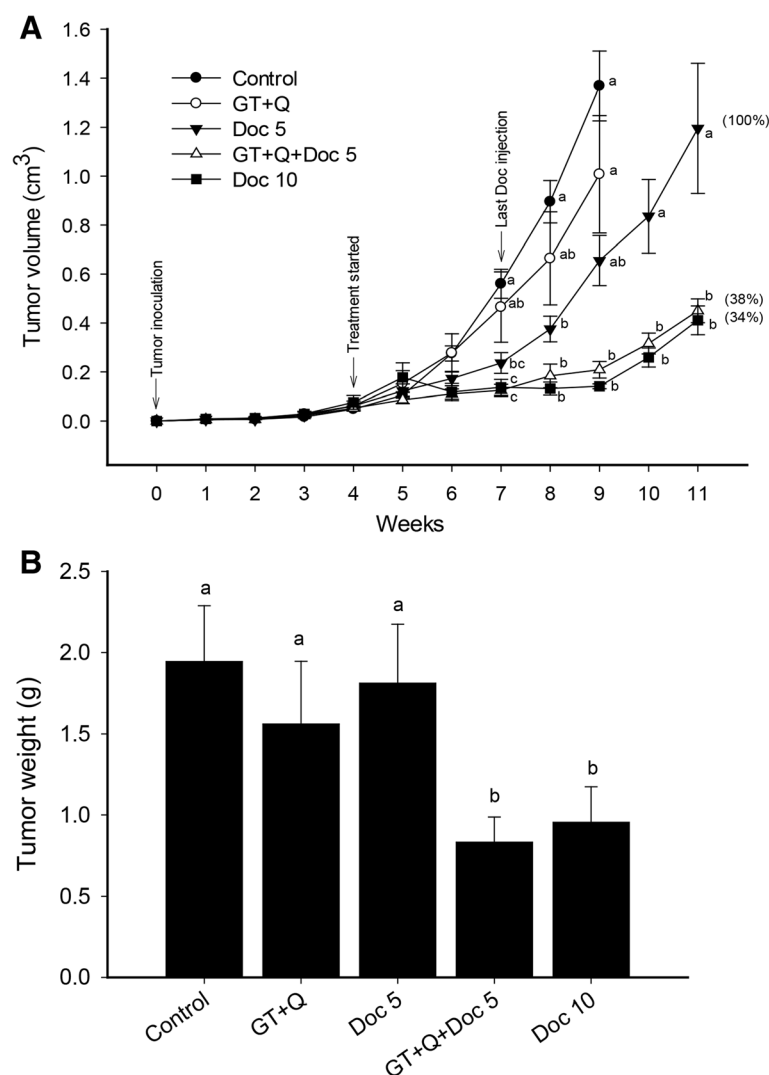 A
Tumor volume (cm3)
1.6
1.4
1.2
1.0
0.8
0.6
0.4
0.2
0.0
Control
GT+Q
Doc 5
GT+Q+Doc 5
Doc 10
Tumor inoculation
Treatment started
Last Doc injection
a
a
a
a
a
ab
ab
ab
a
a
b
bc
c
c
b
b
b
b
b
b
b
b
(100%)
(38%)
(34%)
0 1 2 3 4 5 6 7 8 9 10 11
Weeks
B
Tumor weight (g)
2.5
2.0
1.5
1.0
0.5
0.0
a
a
a
b
b
Control
GT+Q
Doc 5
GT+Q+Doc 5
Doc 10